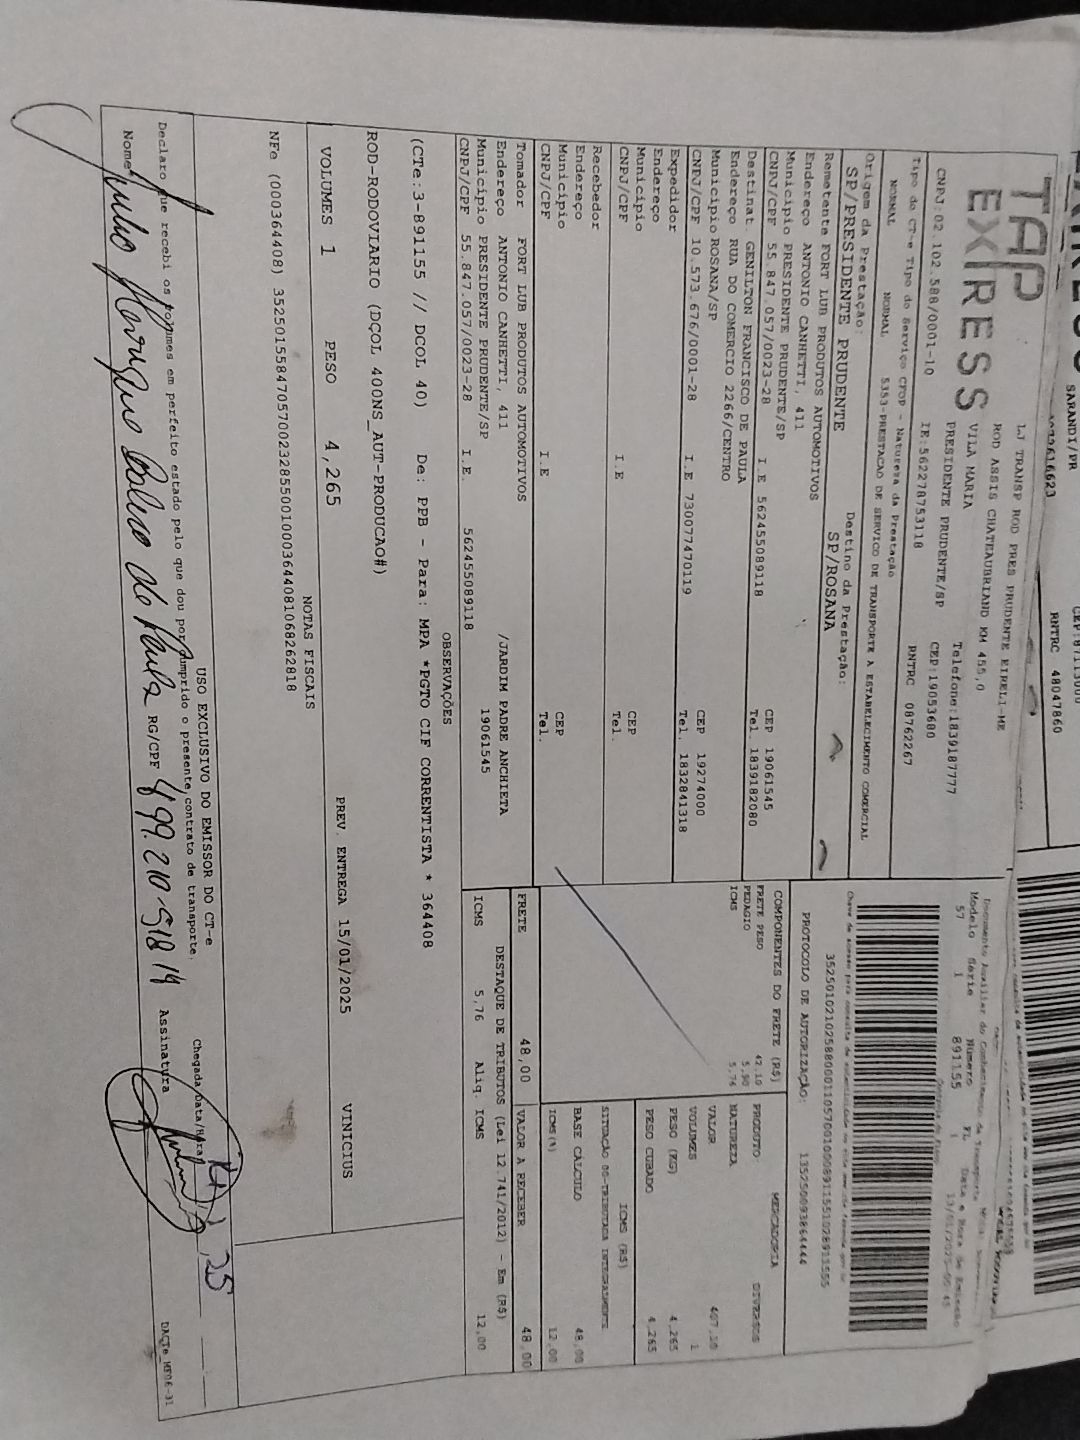 SARANDI/PR
RNTRC 48047860
TAP
EXPRESS
LJ TRANSP ROD PRES PRUDENTE EIRELI-ME
ROD ASSIS CHATEAUBRIAND KM 455,0
VILA MARIA
Telefone:1839187777
PRESIDENTE PRUDENTE/SP CEP:19053680
CNPJ:02.102.588/0001-10 IE:562278753118 RNTRC 08762267
Tipo do CT-e Tipo do Serviço CFOP - Natureza da Prestação
NORMAL NORMAL 5353-PRESTACAO DE SERVICO DE TRANSPORTE A ESTABELECIMENTO COMERCIAL
Origem da Prestação: Destino da Prestação:
SP/PRESIDENTE PRUDENTE SP/ROSANA
Remetente FORT LUB PRODUTOS AUTOMOTIVOS
Endereço ANTONIO CANHETTI, 411
Município PRESIDENTE PRUDENTE/SP CEP 19061545
CNPJ/CPF 55.847.057/0023-28 I.E 562455089118 Tel. 1839182080
Destinat. GENILTON FRANCISCO DE PAULA
Endereço RUA DO COMERCIO 2266/CENTRO
Município ROSANA/SP CEP 19274000
CNPJ/CPF 10.573.676/0001-28 I.E 730077470119 Tel. 1832841318
Expedidor
Endereço
Município CEP
CNPJ/CPF I.E Tel.
Recebedor
Endereço
Município CEP
CNPJ/CPF I.E Tel.
Tomador FORT LUB PRODUTOS AUTOMOTIVOS
Endereço ANTONIO CANHETTI, 411 /JARDIM PADRE ANCHIETA
Município PRESIDENTE PRUDENTE/SP 19061545
CNPJ/CPF 55.847.057/0023-28 I.E. 562455089118
Modelo Série Número FL Data e Hora de Emissão
57 1 891155
PROTOCOLO DE AUTORIZAÇÃO: 135250093864444
COMPONENTES DO FRETE (R$)
FRETE PESO 42,10
PEDAGIO 5,90
ICMS 5,76
MERCADORIA
PRODUTO: DIVERSOS
NATUREZA
VALOR
VOLUMES 1
PESO (KG) 4,265
PESO CUBADO 4,265
ICMS (R$)
SITUAÇÃO 00-TRIBUTADA INTEGRALMENTE
BASE CALCULO 48,00
ICMS(%) 12,00
FRETE 48,00 VALOR A RECEBER 48,00
DESTAQUE DE TRIBUTOS (Lei 12.741/2012) - Em (R$)
ICMS 5,76 Aliq. ICMS 12,00
OBSERVAÇÕES
(CTe:3-891155 // DCOL 40) De: PPB - Para: MPA *PGTO CIF CORRENTISTA * 364408
ROD-RODOVIARIO (DÇOL 400NS_AUT-PRODUCAO#)
VOLUMES 1 PESO 4,265 PREV. ENTREGA 15/01/2025 VINICIUS
NOTAS FISCAIS
NFe (000364408) 35250155847057002328550010003644081068262818
USO EXCLUSIVO DO EMISSOR DO CT-e
Declaro que recebi os volumes em perfeito estado pelo que dou por cumprido o presente contrato de transporte. Chegada/Data/Hora
Nome RG/CPF 499.210-518 Assinatura